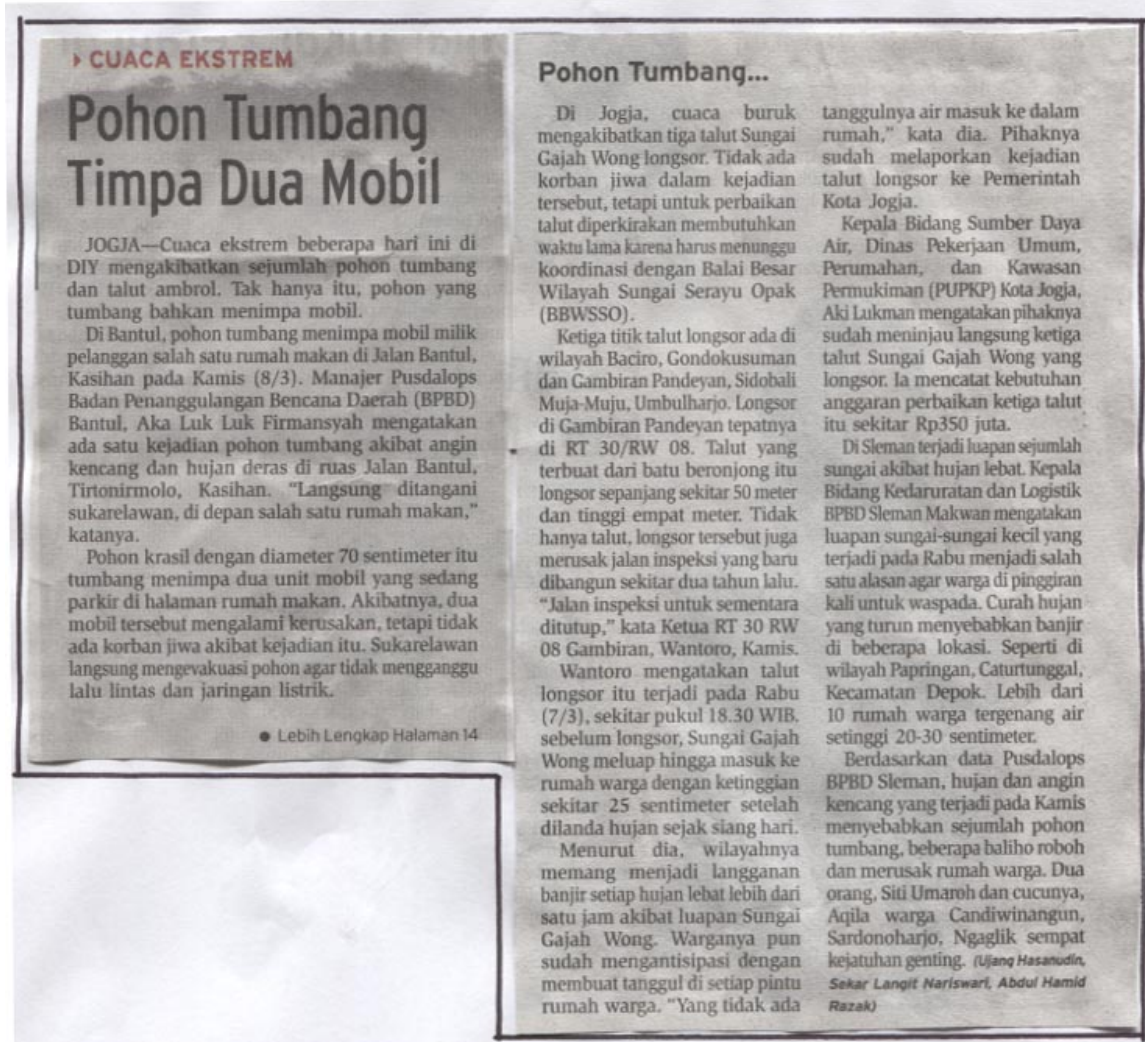 CUACA EKSTREM
Pohon Tumbang
Timpa Dua Mobil
JOGJA—Cuaca ekstrem beberapa hari ini di
DIY mengakibatkan sejumlah pohon tumbang
dan talut ambrol. Tak hanya itu, pohon yang
tumbang bahkan menimpa mobil.
Di Bantul, pohon tumbang menimpa mobil milik
pelanggan salah satu rumah makan di Jalan Bantul,
Kasihan pada Kamis (8/3). Manajer Pusdalops
Badan Penanggulangan Bencana Daerah (BPBD)
Bantul, Aka Luk Luk Firmansyah mengatakan
ada satu kejadian pohon tumbang akibat angin
kencang dan hujan deras di ruas Jalan Bantul,
Tirtonirmolo, Kasihan. “Langsung ditangani
sukarelawan, di depan salah satu rumah makan,”
katanya.
Pohon krasil dengan diameter 70 sentimeter itu
tumbang menimpa dua unit mobil yang sedang
parkir di halaman rumah makan. Akibatnya, dua
mobil tersebut mengalami kerusakan, tetapi tidak
ada korban jiwa akibat kejadian itu. Sukarelawan
langsung mengevakuasi pohon agar tidak mengganggu
lalu lintas dan jaringan listrik.
● Lebih Lengkap Halaman 14
Pohon Tumbang...
Di Jogja, cuaca buruk
mengakibatkan tiga talut Sungai
Gajah Wong longsor. Tidak ada
korban jiwa dalam kejadian
tersebut, tetapi untuk perbaikan
talut diperkirakan membutuhkan
waktu lama karena harus menunggu
koordinasi dengan Balai Besar
Wilayah Sungai Serayu Opak
(BBWSSO).
Ketiga titik talut longsor ada di
wilayah Baciro, Gondokusuman
dan Gambiran Pandeyan, Sidobali
Muja-Muju, Umbulharjo. Longsor
di Gambiran Pandeyan tepatnya
di RT 30/RW 08. Talut yang
terbuat dari batu beronjong itu
longsor sepanjang sekitar 50 meter
dan tinggi empat meter. Tidak
hanya talut, longsor tersebut juga
merusak jalan inspeksi yang baru
dibangun sekitar dua tahun lalu.
“Jalan inspeksi untuk sementara
ditutup,” kata Ketua RT 30 RW
08 Gambiran, Wantoro, Kamis.
Wantoro mengatakan talut
longsor itu terjadi pada Rabu
(7/3), sekitar pukul 18.30 WIB.
sebelum longsor, Sungai Gajah
Wong meluap hingga masuk ke
rumah warga dengan ketinggian
sekitar 25 sentimeter setelah
dilanda hujan sejak siang hari.
Menurut dia, wilayahnya
memang menjadi langganan
banjir setiap hujan lebat lebih dari
satu jam akibat luapan Sungai
Gajah Wong. Warganya pun
sudah mengantisipasi dengan
membuat tanggul di setiap pintu
rumah warga. “Yang tidak ada
tanggulnya air masuk ke dalam
rumah,” kata dia. Pihaknya
sudah melaporkan kejadian
talut longsor ke Pemerintah
Kota Jogja.
Kepala Bidang Sumber Daya
Air, Dinas Pekerjaan Umum,
Perumahan, dan Kawasan
Permukiman (PUPKP) Kota Jogja,
Aki Lukman mengatakan pihaknya
sudah meninjau langsung ketiga
talut Sungai Gajah Wong yang
longsor. Ia mencatat kebutuhan
anggaran perbaikan ketiga talut
itu sekitar Rp350 juta.
Di Sleman terjadi luapan sejumlah
sungai akibat hujan lebat. Kepala
Bidang Kedaruratan dan Logistik
BPBD Sleman Makwan mengatakan
luapan sungai-sungai kecil yang
terjadi pada Rabu menjadi salah
satu alasan agar warga di pinggiran
kali untuk waspada. Curah hujan
yang turun menyebabkan banjir
di beberapa lokasi. Seperti di
wilayah Papringan, Caturtunggal,
Kecamatan Depok. Lebih dari
10 rumah warga tergenang air
setinggi 20-30 sentimeter.
Berdasarkan data Pusdalops
BPBD Sleman, hujan dan angin
kencang yang terjadi pada Kamis
menyebabkan sejumlah pohon
tumbang, beberapa baliho roboh
dan merusak rumah warga. Dua
orang, Siti Umaroh dan cucunya,
Aqila warga Candiwinangun,
Sardonoharjo, Ngaglik sempat
kejatuhan genting. (Ujang Hasanudin,
Sekar Langit Nariswari, Abdul Hamid
Razak)